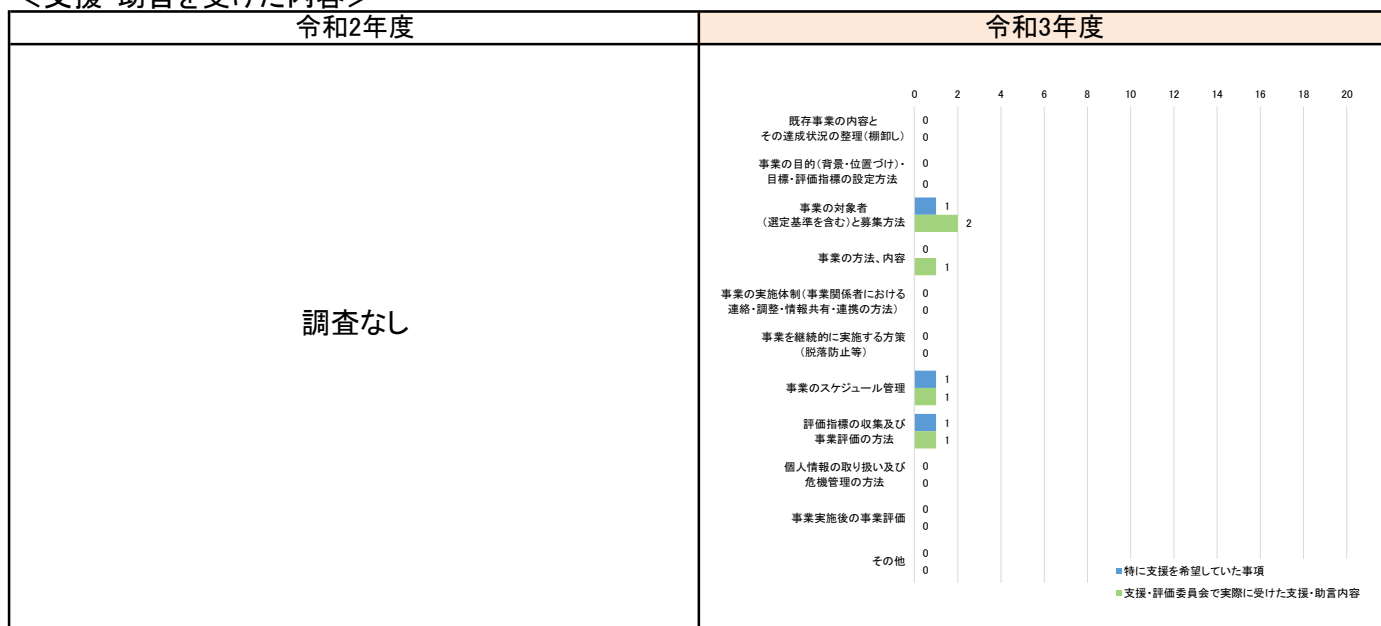 ＜支援・助言を受けた内容＞
令和2年度
令和3年度
調査なし
0 2 4 6 8 10 12 14 16 18 20
既存事業の内容と
その達成状況の整理（棚卸し）
0
0
事業の目的（背景・位置づけ）・
目標・評価指標の設定方法
0
0
事業の対象者
（選定基準を含む）と募集方法
1
2
事業の方法、内容
0
1
事業の実施体制（事業関係者における
連絡・調整・情報共有・連携の方法）
0
0
事業を継続的に実施する方策
（脱落防止等）
0
0
事業のスケジュール管理
1
1
評価指標の収集及び
事業評価の方法
1
1
個人情報の取り扱い及び
危機管理の方法
0
0
事業実施後の事業評価
0
0
その他
0
0
特に支援を希望していた事項
支援・評価委員会で実際に受けた支援・助言内容